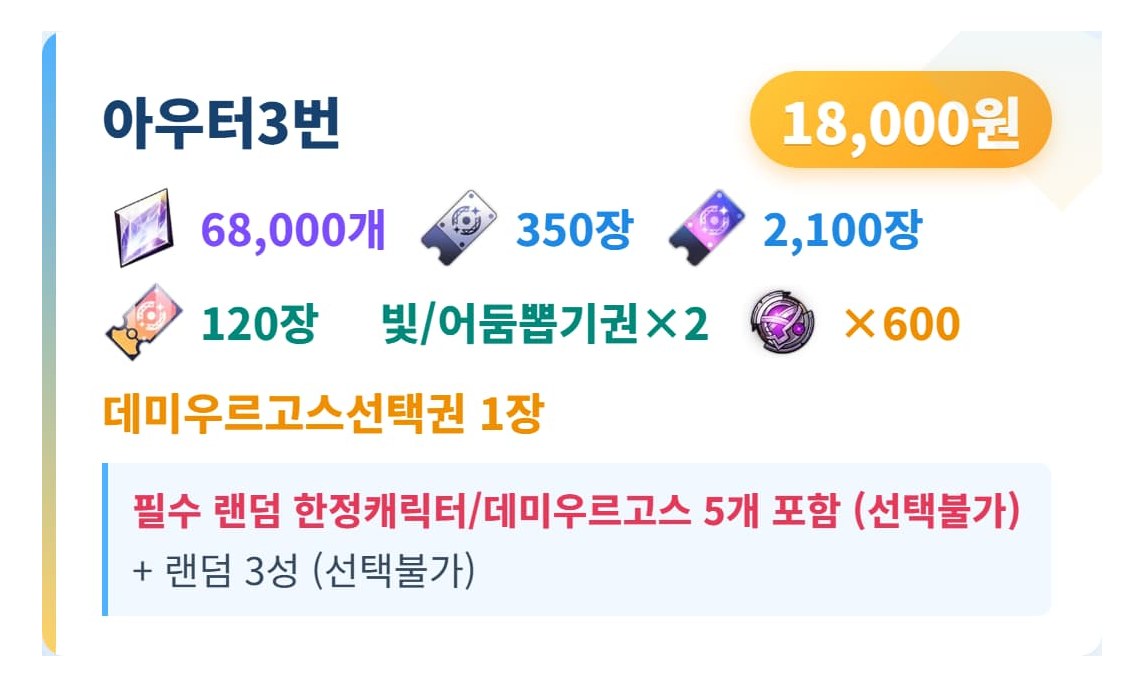 아우터3번 18,000원
68,000개 350장 2,100장
120장 빛/어둠뽑기권×2 ×600
데미우르고스선택권 1장
필수 랜덤 한정캐릭터/데미우르고스 5개 포함 (선택불가)
+ 랜덤 3성 (선택불가)